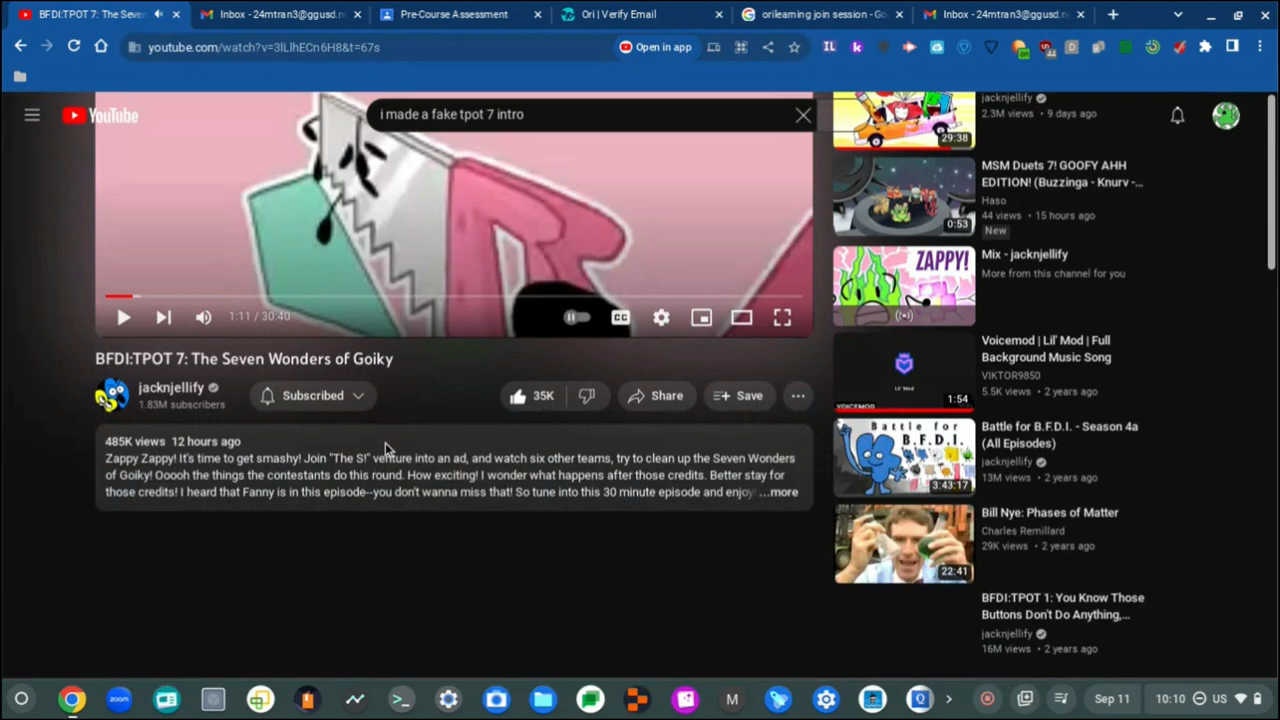 BFDI:TPOT 7: The Seven
Inbox - 24mtran3@ggusd.n
Pre-Course Assessment
Ori | Verify Email
orilearning join session - Go
Inbox - 24mtran3@ggusd.n
youtube.com/watch?v=3lLlhECn6H8&t=67s
Open in app
YouTube
i made a fake tpot 7 intro
1:11 / 30:40
CC
BFDI:TPOT 7: The Seven Wonders of Goiky
jacknjellify
1.83M subscribers
Subscribed
35K
Share
Save
485K views 12 hours ago
Zappy Zappy! It's time to get smashy! Join "The S!" venture into an ad, and watch six other teams, try to clean up the Seven Wonders
of Goiky! Ooooh the things the contestants do this round. How exciting! I wonder what happens after those credits. Better stay for
those credits! I heard that Fanny is in this episode--you don't wanna miss that! So tune into this 30 minute episode and enjoy ...more
jacknjellify
2.3M views • 9 days ago
29:38
MSM Duets 7! GOOFY AHH
EDITION! (Buzzinga - Knurv -...
Haso
44 views • 15 hours ago
New
0:53
Mix - jacknjellify
More from this channel for you
ZAPPY!
Voicemod | Lil' Mod | Full
Background Music Song
VIKTOR9850
5.5K views • 2 years ago
Lil' Mod
VOICEMOD
1:54
Battle for B.F.D.I. - Season 4a
(All Episodes)
jacknjellify
13M views • 2 years ago
Battle for
B.F.D.I.
3:43:17
Bill Nye: Phases of Matter
Charles Remillard
29K views • 2 years ago
22:41
BFDI:TPOT 1: You Know Those
Buttons Don't Do Anything,...
jacknjellify
16M views • 2 years ago
zoom
M
Q
Sep 11
10:10
US